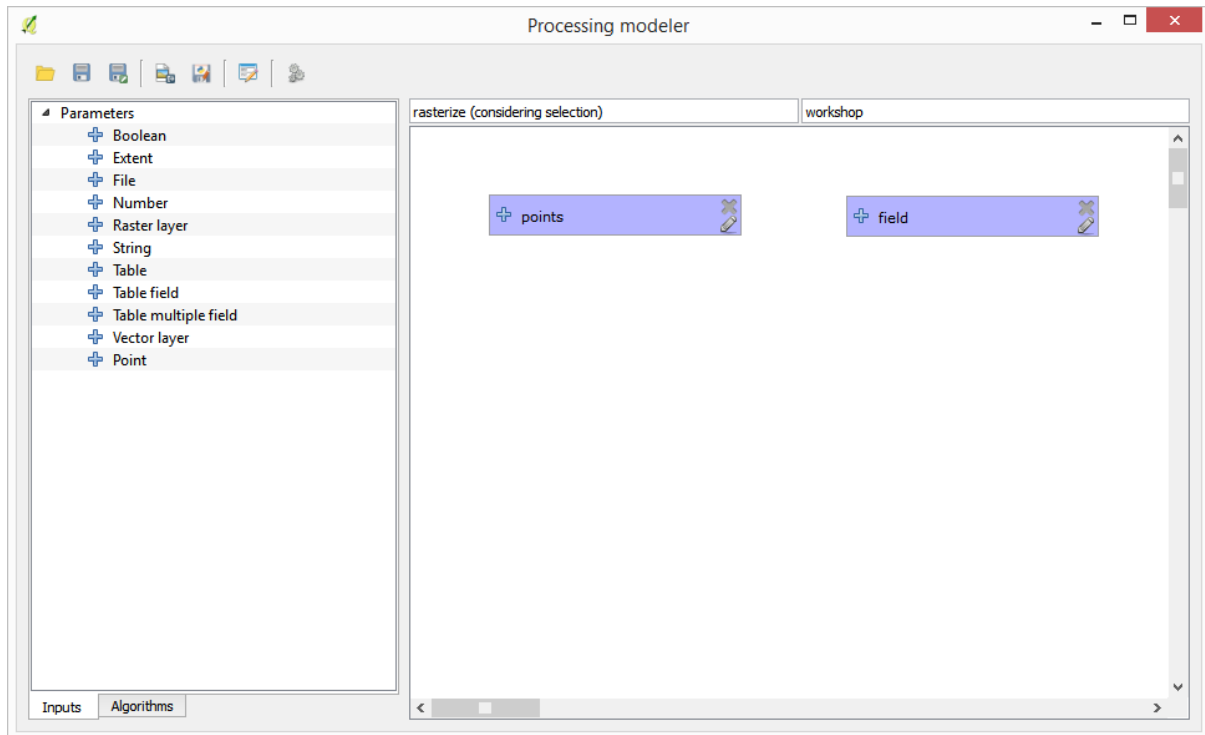 Processing modeler
Parameters
Boolean
Extent
File
Number
Raster layer
String
Table
Table field
Table multiple field
Vector layer
Point
Inputs
Algorithms
rasterize (considering selection)
workshop
points
field